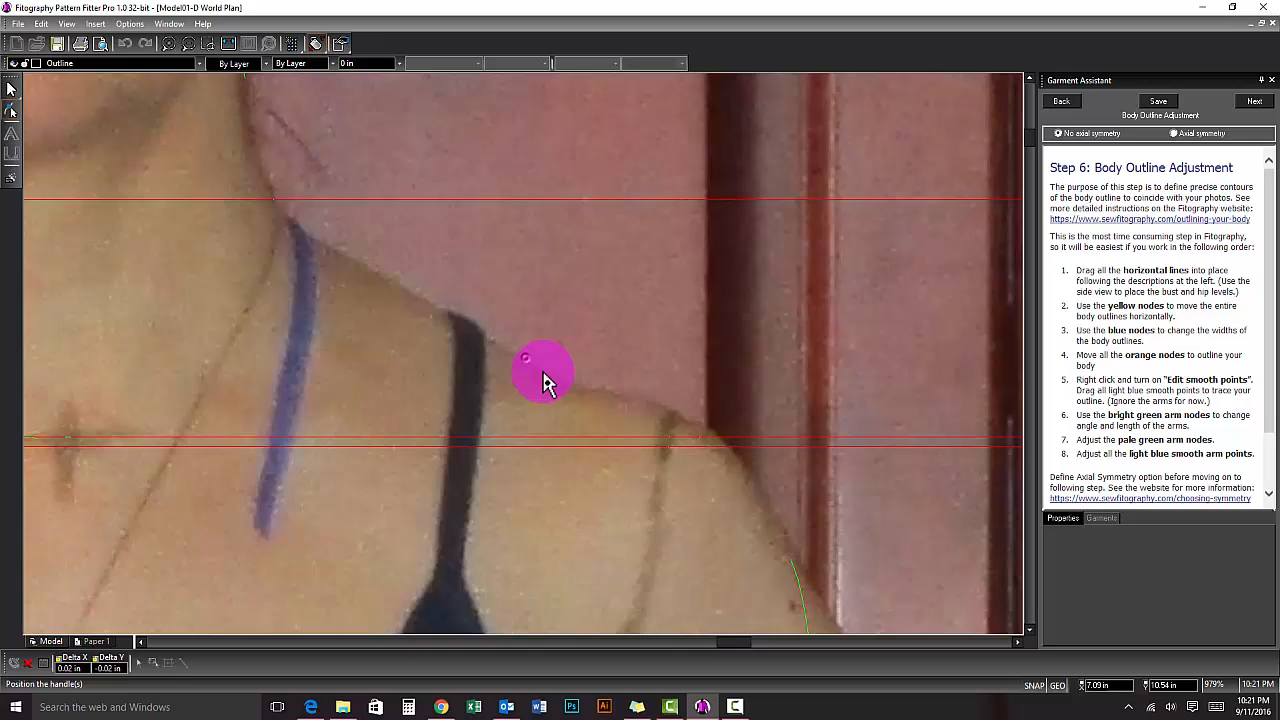 Fitography Pattern Fitter Pro 1.0 32-bit - [Model01-D World Plan]
File Edit View Insert Options Window Help
Outline By Layer By Layer 0 in
Garment Assistant
Back Save Next
Body Outline Adjustment
No axial symmetry Axial symmetry
Step 6: Body Outline Adjustment
The purpose of this step is to define precise contours
of the body outline to coincide with your photos. See
more detailed instructions on the Fitography website:
https://www.sewfitography.com/outlining-your-body
This is the most time consuming step in Fitography,
so it will be easiest if you work in the following order:
1. Drag all the horizontal lines into place
following the descriptions at the left. (Use the
side view to place the bust and hip levels.)
2. Use the yellow nodes to move the entire
body outlines horizontally.
3. Use the blue nodes to change the widths of
the body outlines.
4. Move all the orange nodes to outline your
body
5. Right click and turn on "Edit smooth points".
Drag all light blue smooth points to trace your
outline. (Ignore the arms for now.)
6. Use the bright green arm nodes to change
angle and length of the arms.
7. Adjust the pale green arm nodes.
8. Adjust all the light blue smooth arm points.
Define Axial Symmetry option before moving on to
following step. See the website for more information:
https://www.sewfitography.com/choosing-symmetry
Properties Garments
Model Paper 1
Delta X Delta Y
0.02 in -0.02 in
Position the handle(s) SNAP GEO X 7.09 in Y 10.54 in 979% 10:21 PM
Search the web and Windows
10:21 PM
9/11/2016